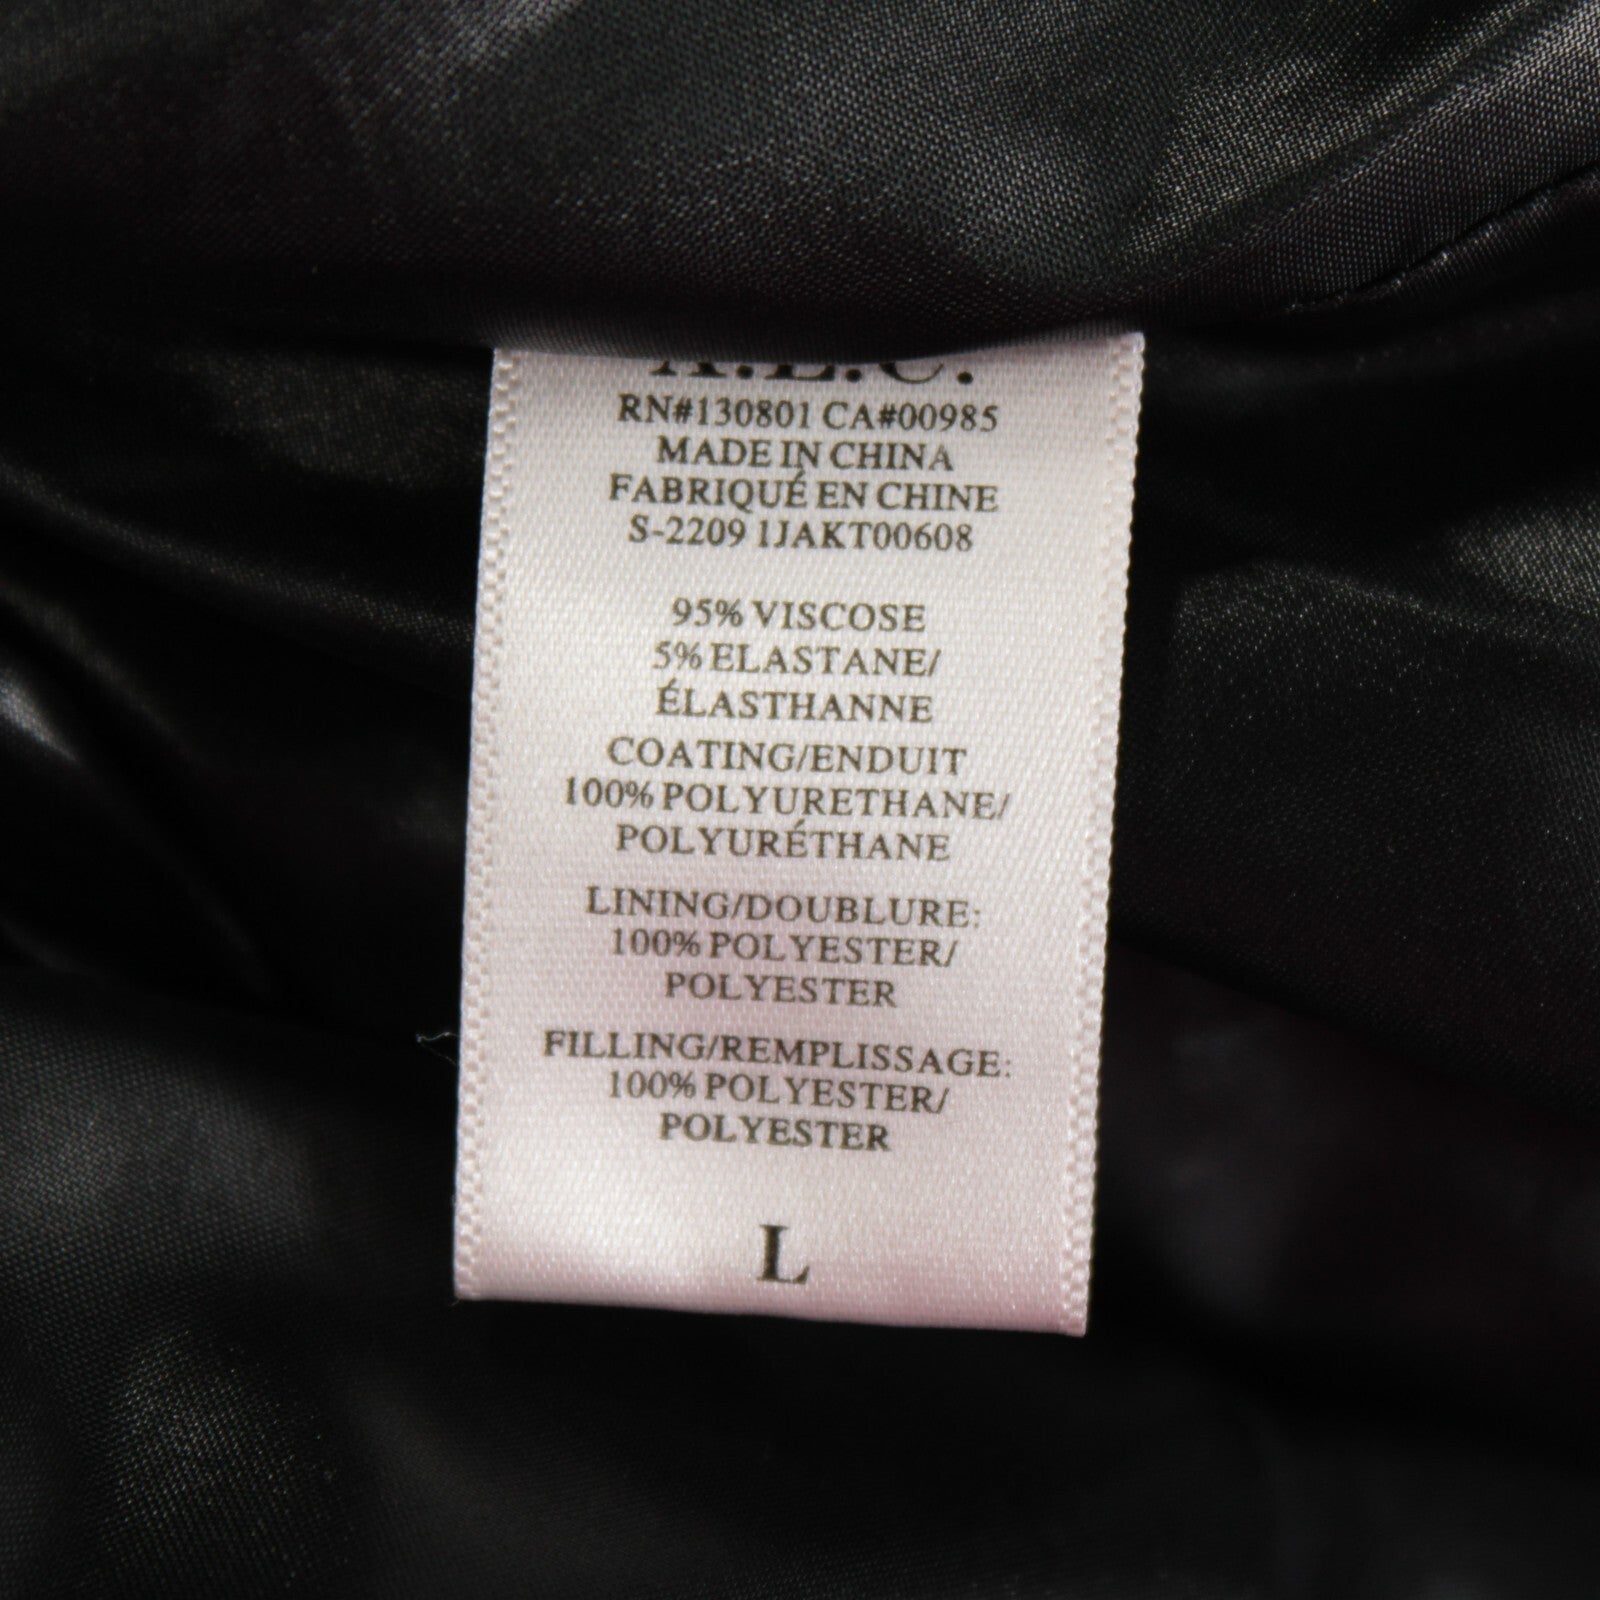 A.L.C.
RN#130801 CA#00985
MADE IN CHINA
FABRIQUÉ EN CHINE
S-2209 1JAKT00608
95% VISCOSE
5% ELASTANE/
ÉLASTHANNE
COATING/ENDUIT
100% POLYURETHANE/
POLYURÉTHANE
LINING/DOUBLURE:
100% POLYESTER/
POLYESTER
FILLING/REMPLISSAGE:
100% POLYESTER/
POLYESTER
L